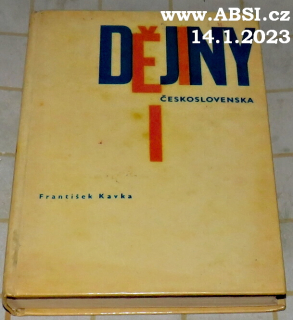 www.ABSI.cz
14.1.2023
DĚJINY
ČESKOSLOVENSKA
I
František Kavka